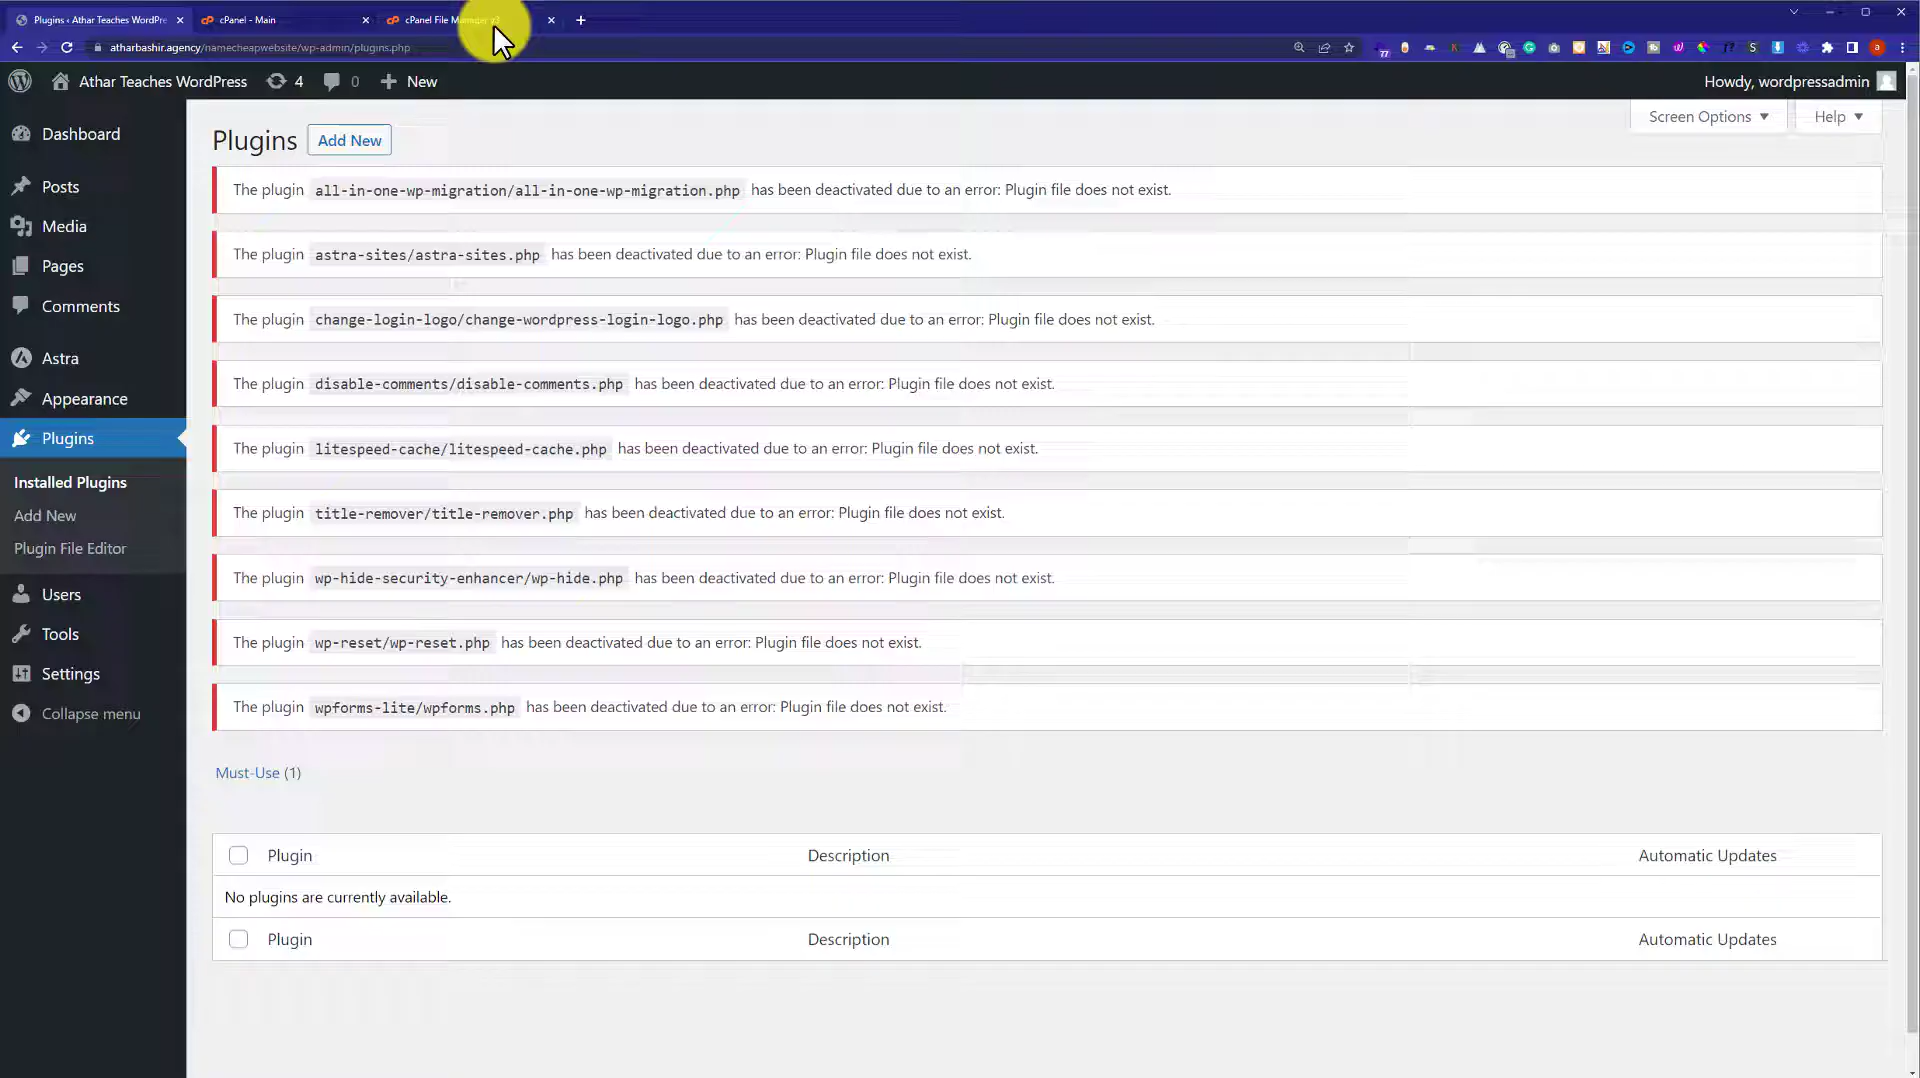 Plugins ‹ Athar Teaches WordPre
cPanel - Main
cPanel File Manager v3
atharbashir.agency/namecheapwebsite/wp-admin/plugins.php
Athar Teaches WordPress
4
0
New
Howdy, wordpressadmin
Dashboard
Posts
Media
Pages
Comments
Astra
Appearance
Plugins
Installed Plugins
Add New
Plugin File Editor
Users
Tools
Settings
Collapse menu
Screen Options
Help
Plugins
Add New
The plugin all-in-one-wp-migration/all-in-one-wp-migration.php has been deactivated due to an error: Plugin file does not exist.
The plugin astra-sites/astra-sites.php has been deactivated due to an error: Plugin file does not exist.
The plugin change-login-logo/change-wordpress-login-logo.php has been deactivated due to an error: Plugin file does not exist.
The plugin disable-comments/disable-comments.php has been deactivated due to an error: Plugin file does not exist.
The plugin litespeed-cache/litespeed-cache.php has been deactivated due to an error: Plugin file does not exist.
The plugin title-remover/title-remover.php has been deactivated due to an error: Plugin file does not exist.
The plugin wp-hide-security-enhancer/wp-hide.php has been deactivated due to an error: Plugin file does not exist.
The plugin wp-reset/wp-reset.php has been deactivated due to an error: Plugin file does not exist.
The plugin wpforms-lite/wpforms.php has been deactivated due to an error: Plugin file does not exist.
Must-Use (1)
Plugin Description Automatic Updates
No plugins are currently available.
Plugin Description Automatic Updates